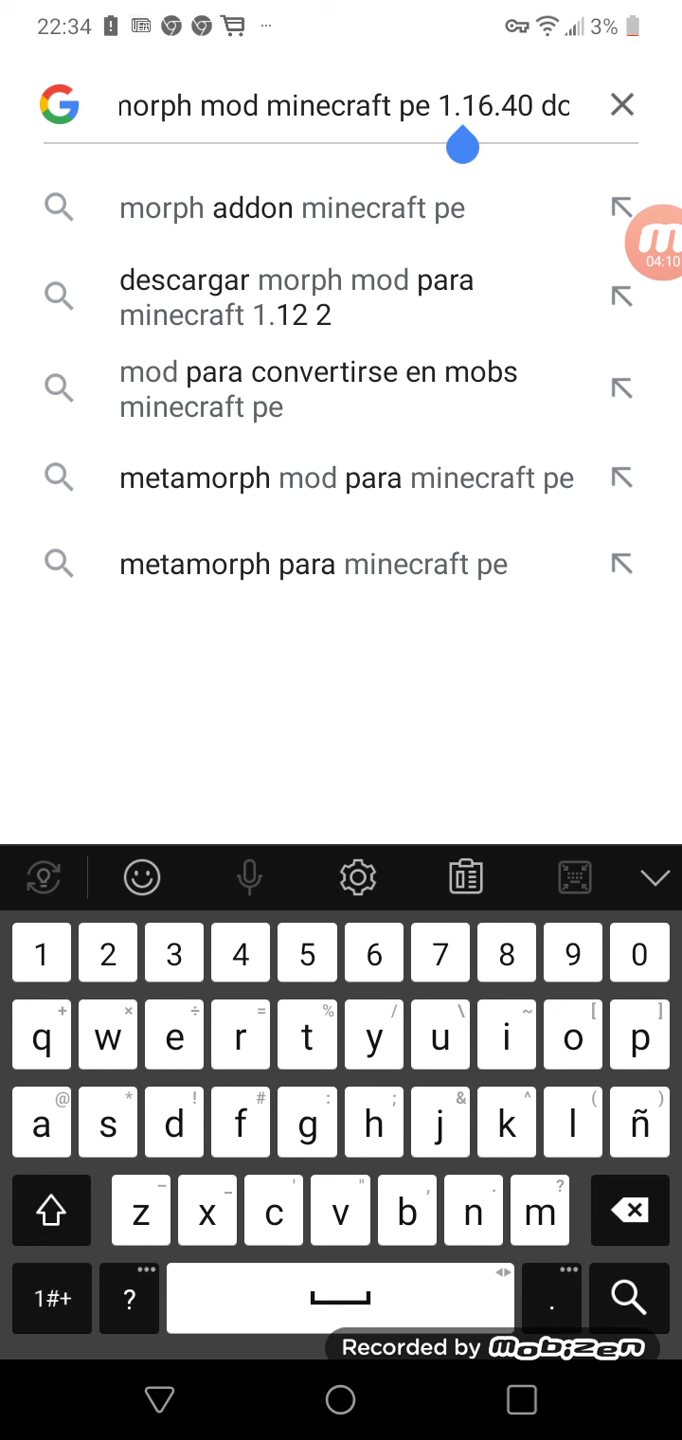 22:34 ··· 3%
morph mod minecraft pe 1.16.40 do
morph addon minecraft pe
04:10
descargar morph mod para
minecraft 1.12 2
mod para convertirse en mobs
minecraft pe
metamorph mod para minecraft pe
metamorph para minecraft pe
1 2 3 4 5 6 7 8 9 0
+ × ÷ = % / \ ~ [ ]
q w e r t y u i o p
@ * ! # : ; & ^ ( )
a s d f g h j k l ñ
– _ ' " , . ?
z x c v b n m
1#+ ? .
Recorded by mobizen